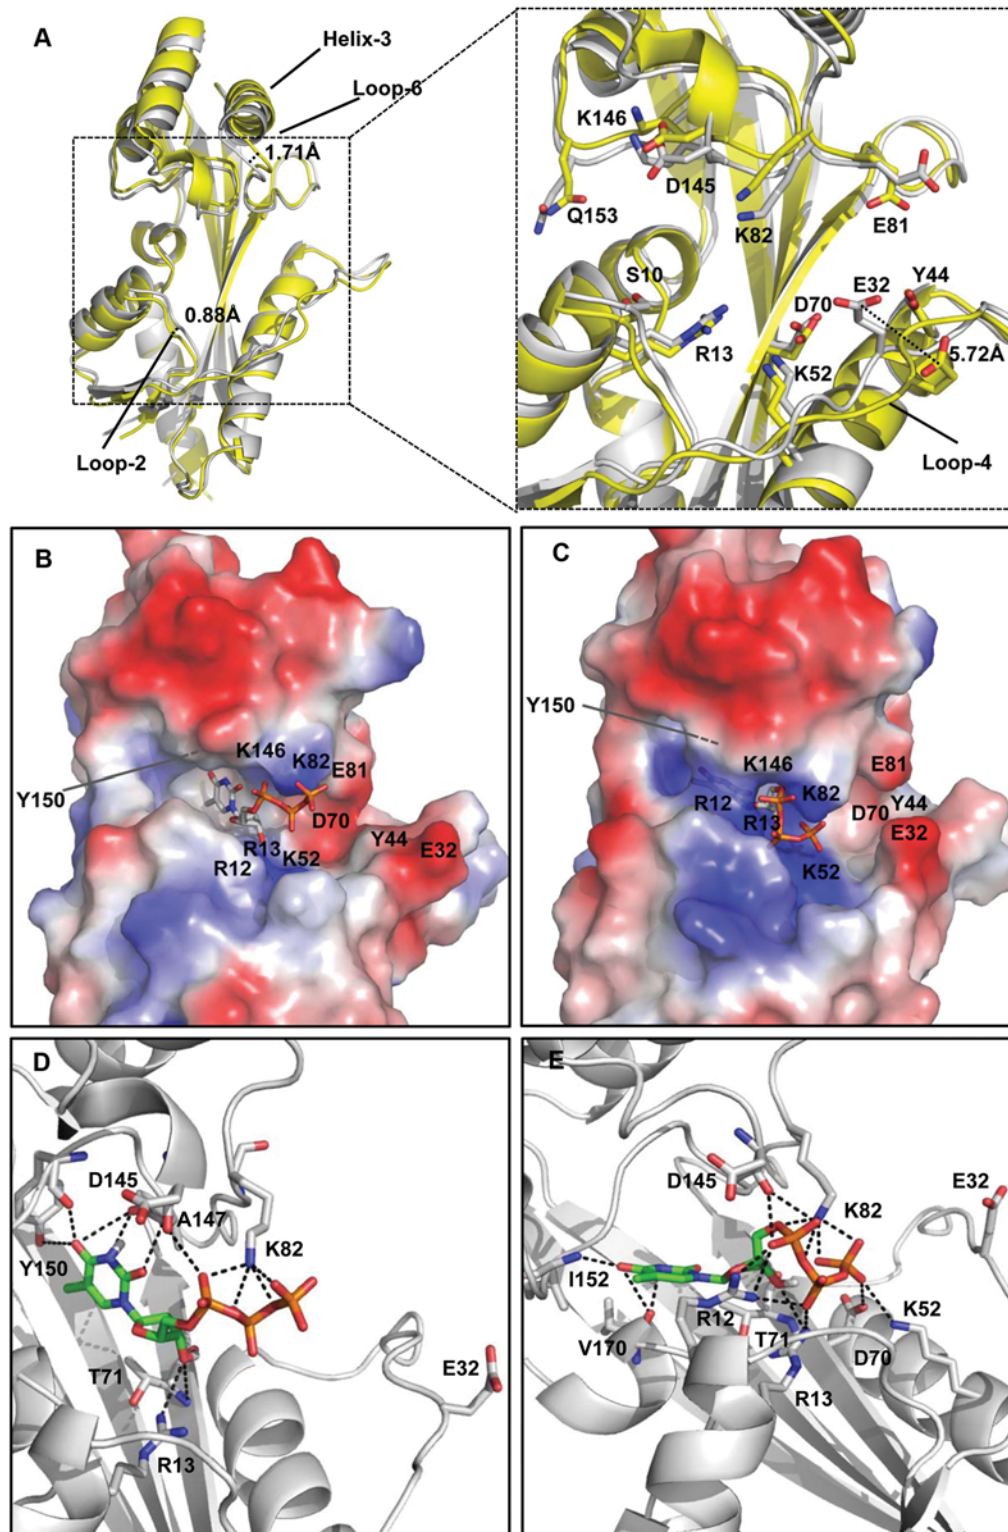 A
Helix-3
Loop-6
1.71Å
0.88Å
Loop-2
K146
D145
Q153
K82
E81
S10
E32
Y44
D70
R13
5.72Å
K52
Loop-4
B
K146
K82
E81
Y150
D70
Y44
R13
E32
R12
K52
C
Y150
K146
E81
K82
R12
Y44
D70
R13
E32
K52
D
D145
A147
K82
Y150
T71
E32
R13
E
D145
E32
K82
I152
R12
K52
V170
T71
D70
R13